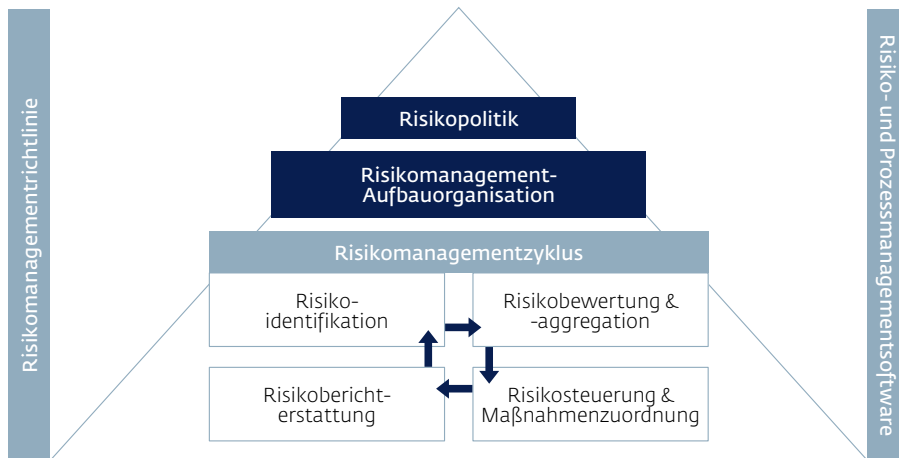 Risikomanagementrichtlinie
Risikopolitik
Risikomanagement-
Aufbauorganisation
Risikomanagementzyklus
Risiko-
identifikation
Risikobewertung &
-aggregation
Risikobericht-
erstattung
Risikosteuerung &
Maßnahmenzuordnung
Risiko- und Prozessmanagementsoftware